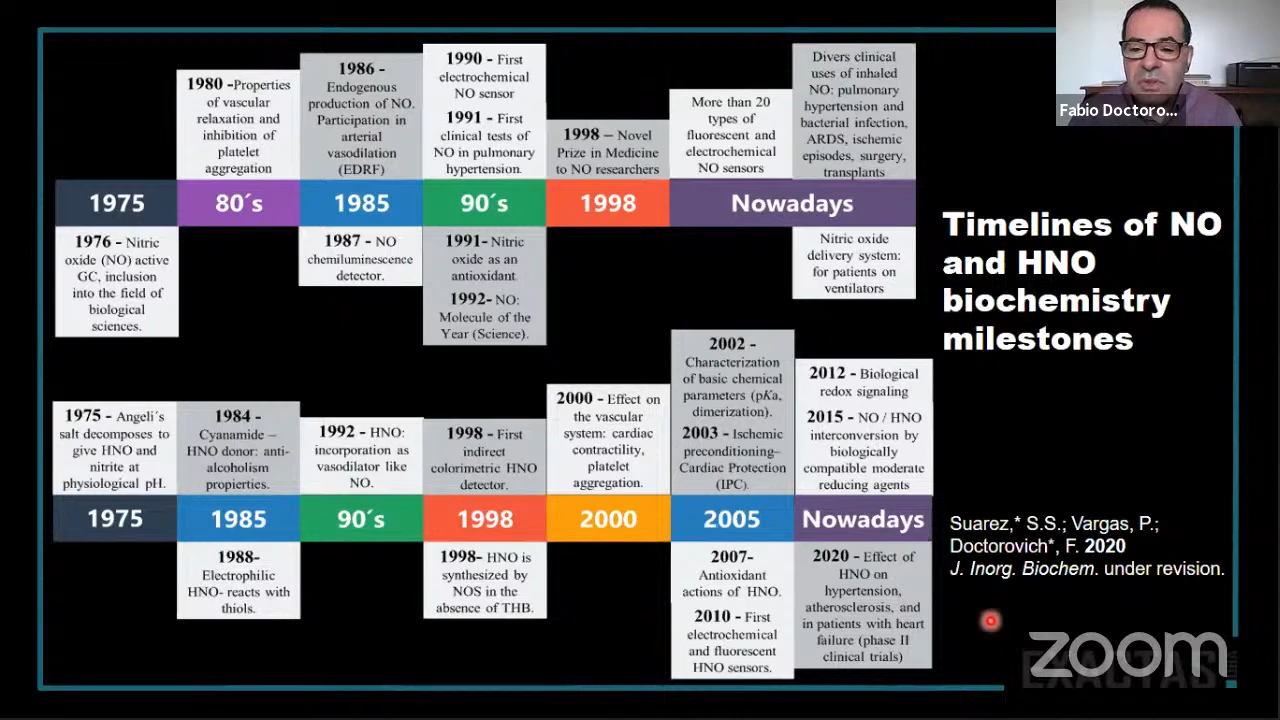 Fabio Doctoro...
1980 -Properties
of vascular
relaxation and
inhibition of
platelet
aggregation
1986 -
Endogenous
production of NO.
Participation in
arterial
vasodilation
(EDRF)
1990 - First
electrochemical
NO sensor
1991 - First
clinical tests of
NO in pulmonary
hypertension.
1998 – Novel
Prize in Medicine
to NO researchers
More than 20
types of
fluorescent and
electrochemical
NO sensors
Divers clinical
uses of inhaled
NO: pulmonary
hypertension and
bacterial infection,
ARDS, ischemic
episodes, surgery,
transplants
1975
80´s
1985
90´s
1998
Nowadays
1976 - Nitric
oxide (NO) active
GC, inclusion
into the field of
biological
sciences.
1987 - NO
chemiluminescence
detector.
1991- Nitric
oxide as an
antioxidant
1992- NO:
Molecule of the
Year (Science).
Nitric oxide
delivery system:
for patients on
ventilators
Timelines of NO
and HNO
biochemistry
milestones
1975 - Angeli´s
salt decomposes to
give HNO and
nitrite at
physiological pH.
1984 -
Cyanamide –
HNO donor: anti-
alcoholism
propierties.
1992 - HNO:
incorporation as
vasodilator like
NO.
1998 - First
indirect
colorimetric HNO
detector.
2000 - Effect on
the vascular
system: cardiac
contractility,
platelet
aggregation.
2002 -
Characterization
of basic chemical
parameters (pKa,
dimerization).
2003 - Ischemic
preconditioning–
Cardiac Protection
(IPC).
2012 - Biological
redox signaling
2015 - NO / HNO
interconversion by
biologically
compatible moderate
reducing agents
1975
1985
90´s
1998
2000
2005
Nowadays
1988-
Electrophilic
HNO- reacts with
thiols.
1998- HNO is
synthesized by
NOS in the
absence of THB.
2007-
Antioxidant
actions of HNO.
2010 - First
electrochemical
and fluorescent
HNO sensors.
2020 - Effect of
HNO on
hypertension,
atherosclerosis, and
in patients with heart
failure (phase II
clinical trials)
Suarez,* S.S.; Vargas, P.;
Doctorovich*, F. 2020
J. Inorg. Biochem. under revision.
zoom
EXACTAS